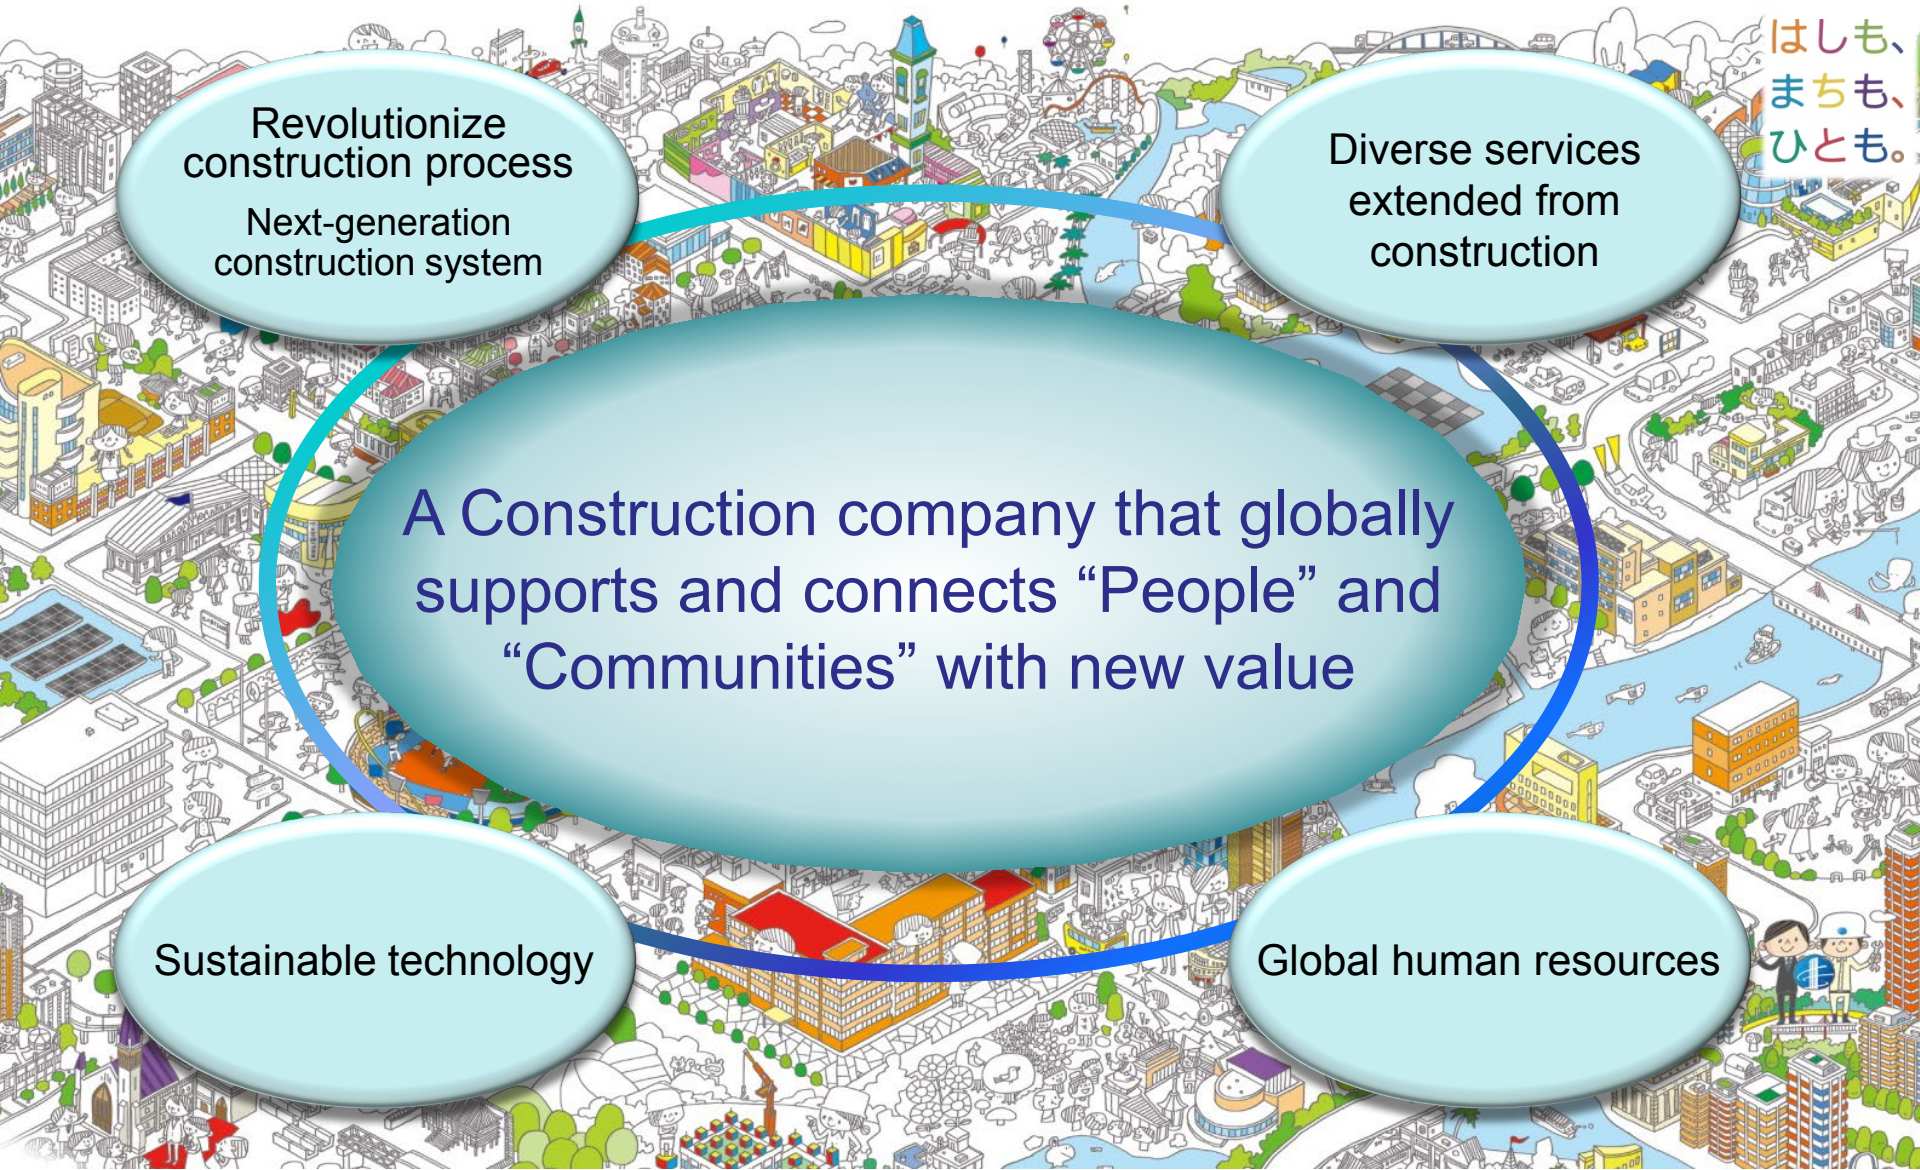 はしも、
まちも、
ひとも。
Revolutionize
construction process
Next-generation
construction system
Diverse services
extended from
construction
A Construction company that globally
supports and connects “People” and
“Communities” with new value
Sustainable technology
Global human resources